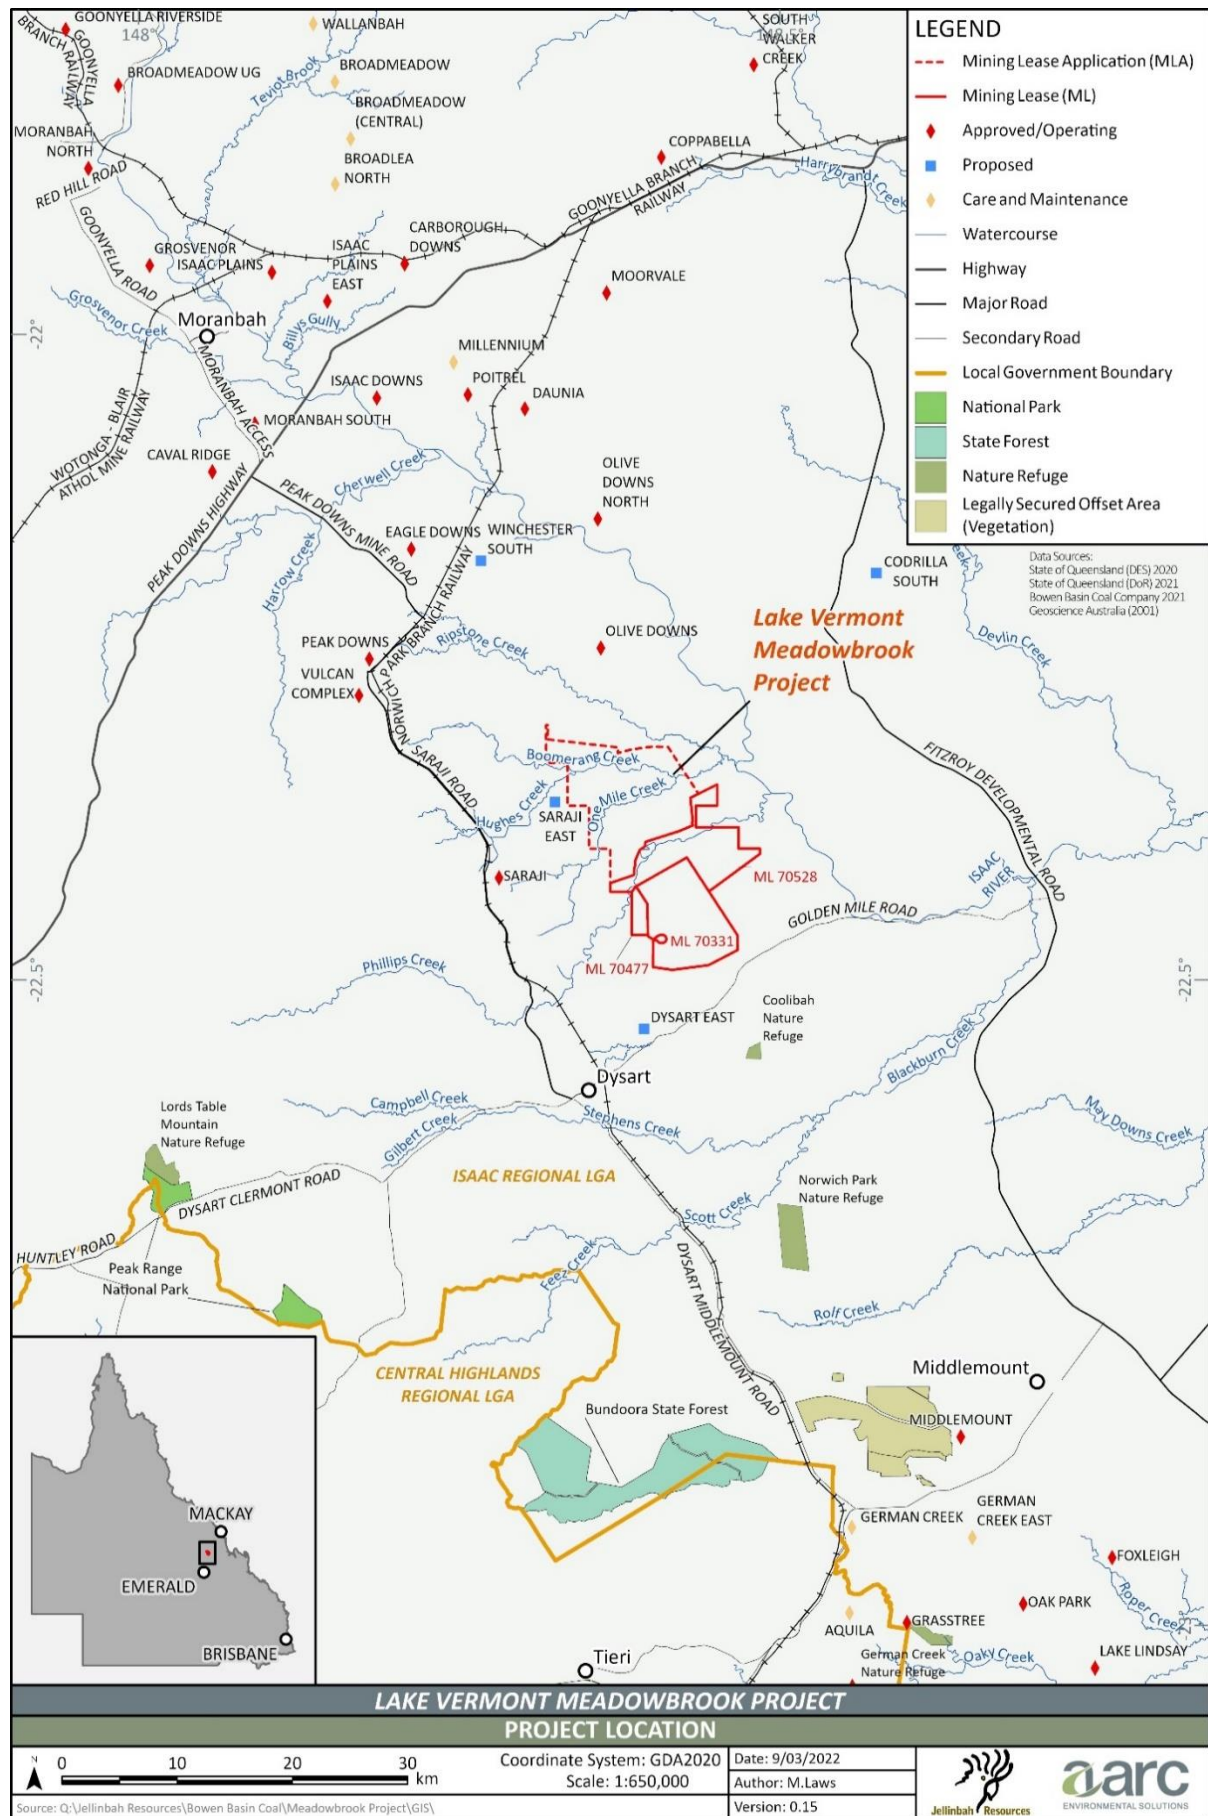 GOONYELLA RIVERSIDE
148°
GOONYELLA
BRANCH RAILWAY
BROADMEADOW UG
WALLANBAH
Teviot Brook
BROADMEADOW
BROADMEADOW
(CENTRAL)
BROADLEA
NORTH
MORANBAH
NORTH
RED HILL ROAD
GOONYELLA ROAD
SOUTH
WALKER
CREEK
148.5°
COPPABELLA
GOONYELLA BRANCH
RAILWAY
Harrybrandt Creek
GROSVENOR
ISAAC PLAINS
ISAAC
PLAINS
EAST
CARBOROUGH
DOWNS
MOORVALE
Grosvenor Creek
Moranbah
Billys Gully
-22°
MORANBAH ACCESS
MILLENNIUM
ISAAC DOWNS
POITREL
DAUNIA
MORANBAH SOUTH
WOTONGA - BLAIR
ATHOL MINE RAILWAY
CAVAL RIDGE
Cherwell Creek
PEAK DOWNS HIGHWAY
PEAK DOWNS MINE ROAD
OLIVE
DOWNS
NORTH
EAGLE DOWNS
WINCHESTER
SOUTH
Harrow Creek
CODRILLA
SOUTH
Creek
Devlin Creek
NORWICH PARK BRANCH RAILWAY
Ripstone Creek
OLIVE DOWNS
PEAK DOWNS
VULCAN
COMPLEX
Lake Vermont
Meadowbrook
Project
SARAJI ROAD
Boomerang Creek
One Mile Creek
Hughes Creek
SARAJI
EAST
FITZROY DEVELOPMENTAL ROAD
SARAJI
ML 70528
ISAAC
RIVER
GOLDEN MILE ROAD
ML 70331
ML 70477
Phillips Creek
-22.5°
-22.5°
DYSART EAST
Coolibah
Nature
Refuge
Dysart
Blackburn Creek
Campbell Creek
Gilbert Creek
Stephens Creek
May Downs Creek
Lords Table
Mountain
Nature Refuge
ISAAC REGIONAL LGA
DYSART CLERMONT ROAD
Norwich Park
Nature Refuge
Scott Creek
HUNTLEY ROAD
Peak Range
National Park
Feez Creek
DYSART MIDDLEMOUNT ROAD
Rolf Creek
CENTRAL HIGHLANDS
REGIONAL LGA
Middlemount
Bundoora State Forest
MIDDLEMOUNT
GERMAN CREEK
GERMAN
CREEK EAST
FOXLEIGH
Roper Creek
OAK PARK
AQUILA
GRASSTREE
-23°
German Creek
Nature Refuge
Oaky Creek
LAKE LINDSAY
Tieri
MACKAY
EMERALD
BRISBANE
LEGEND
Mining Lease Application (MLA)
Mining Lease (ML)
Approved/Operating
Proposed
Care and Maintenance
Watercourse
Highway
Major Road
Secondary Road
Local Government Boundary
National Park
State Forest
Nature Refuge
Legally Secured Offset Area
(Vegetation)
Data Sources:
State of Queensland (DES) 2020
State of Queensland (DoR) 2021
Bowen Basin Coal Company 2021
Geoscience Australia (2001)
LAKE VERMONT MEADOWBROOK PROJECT
PROJECT LOCATION
N
0 10 20 30
km
Coordinate System: GDA2020
Scale: 1:650,000
Date: 9/03/2022
Author: M.Laws
Version: 0.15
Source: Q:\Jellinbah Resources\Bowen Basin Coal\Meadowbrook Project\GIS\
Jellinbah Resources
aarc
ENVIRONMENTAL SOLUTIONS